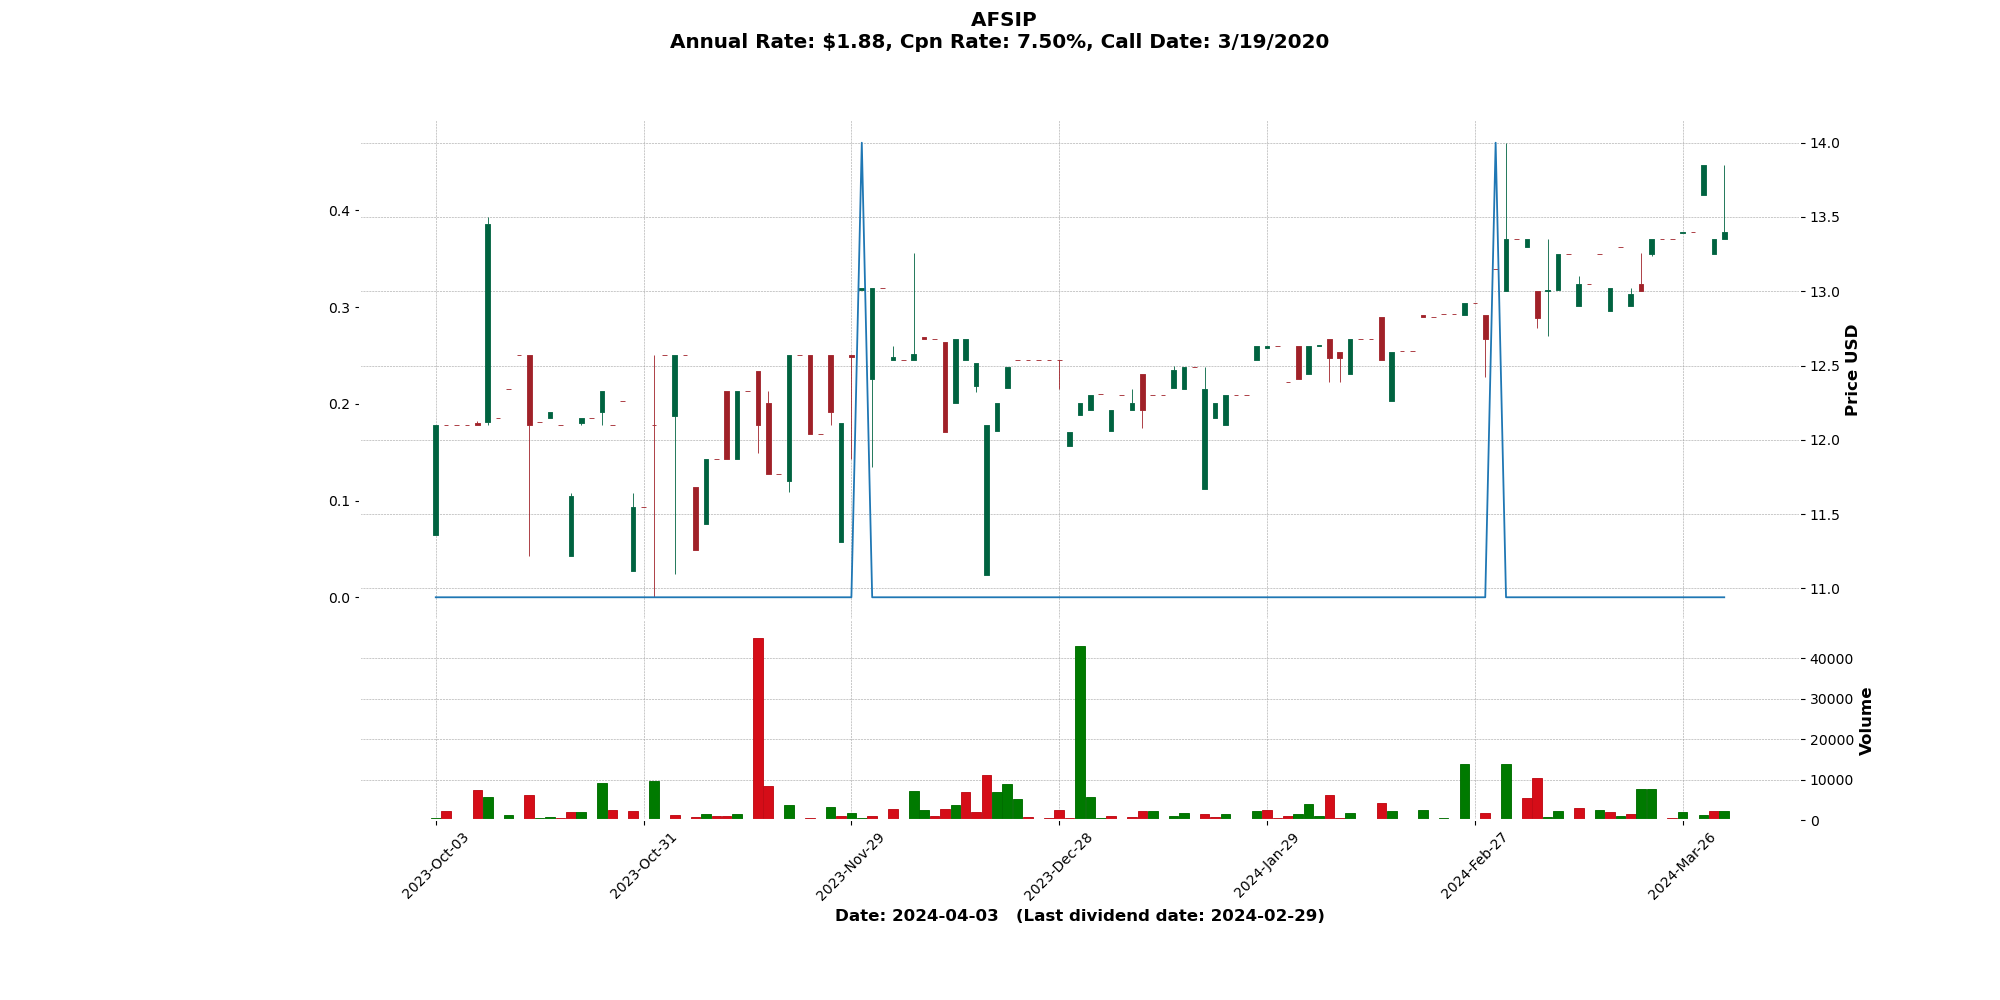 AFSIP
Annual Rate: $1.88, Cpn Rate: 7.50%, Call Date: 3/19/2020
0.4
0.3
0.2
0.1
0.0
14.0
13.5
13.0
12.5
12.0
11.5
11.0
Price USD
40000
30000
20000
10000
0
Volume
2023-Oct-03
2023-Oct-31
2023-Nov-29
2023-Dec-28
2024-Jan-29
2024-Feb-27
2024-Mar-26
Date: 2024-04-03   (Last dividend date: 2024-02-29)